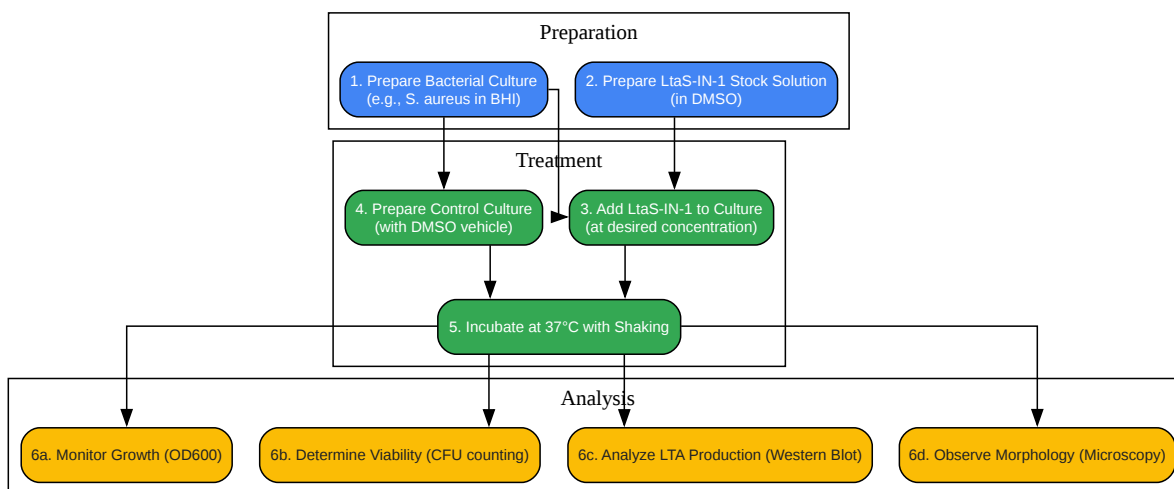 Preparation
1. Prepare Bacterial Culture
(e.g., S. aureus in BHI)
2. Prepare LtaS-IN-1 Stock Solution
(in DMSO)
Treatment
4. Prepare Control Culture
(with DMSO vehicle)
3. Add LtaS-IN-1 to Culture
(at desired concentration)
5. Incubate at 37°C with Shaking
Analysis
6a. Monitor Growth (OD600)
6b. Determine Viability (CFU counting)
6c. Analyze LTA Production (Western Blot)
6d. Observe Morphology (Microscopy)